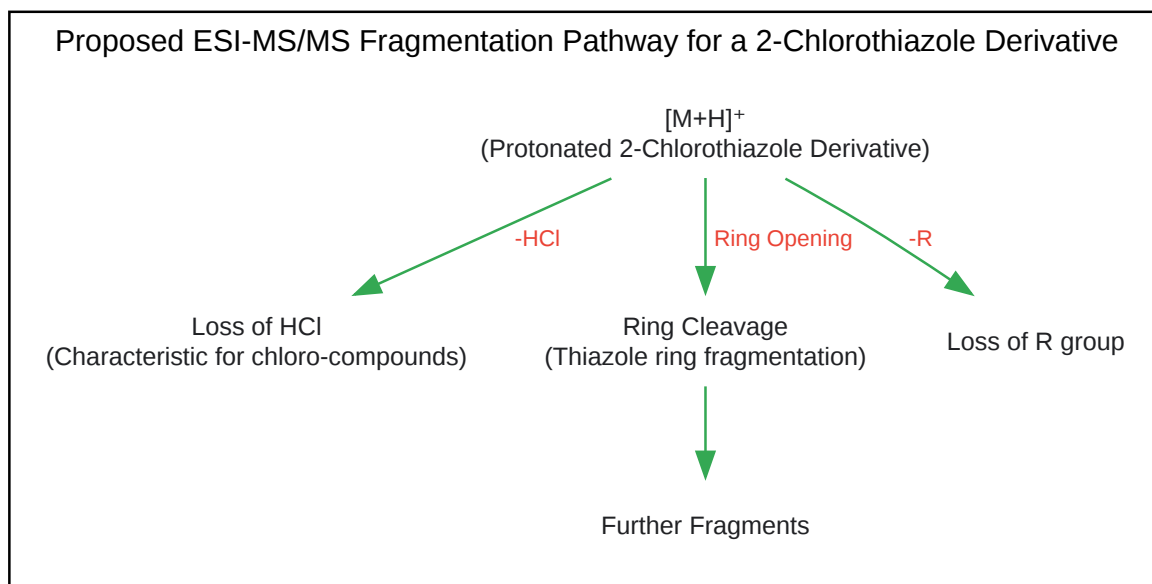 Proposed ESI-MS/MS Fragmentation Pathway for a 2-Chlorothiazole Derivative
[M+H]⁺
(Protonated 2-Chlorothiazole Derivative)
-HCl
Ring Opening
-R
Loss of HCl
(Characteristic for chloro-compounds)
Ring Cleavage
(Thiazole ring fragmentation)
Loss of R group
Further Fragments